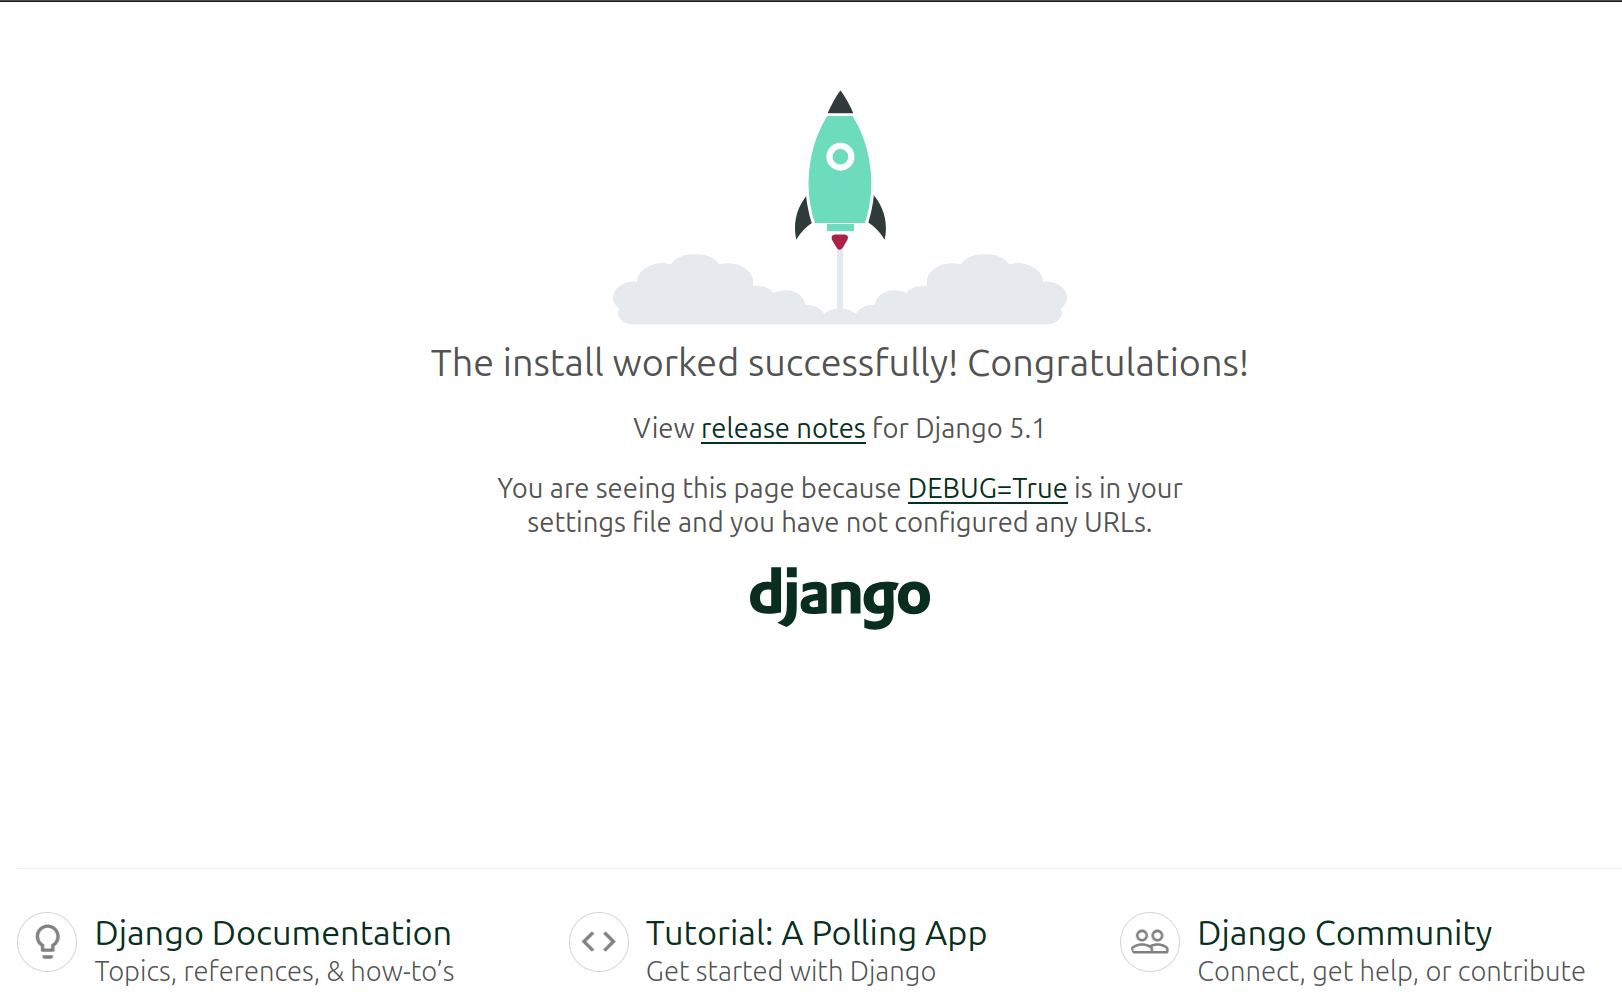 The install worked successfully! Congratulations!
View release notes for Django 5.1
You are seeing this page because DEBUG=True is in your
settings file and you have not configured any URLs.
django
Django Documentation
Topics, references, & how-to’s
Tutorial: A Polling App
Get started with Django
Django Community
Connect, get help, or contribute